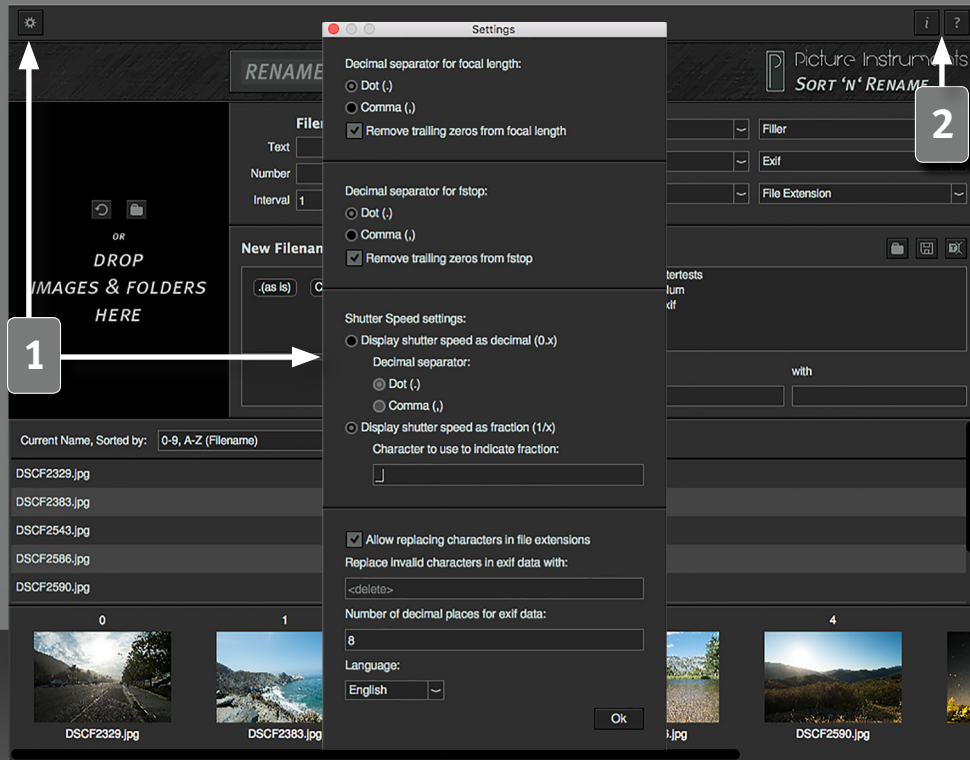 Settings
i
?
RENAME
Picture Instruments
SORT 'N' RENAME
2
Decimal separator for focal length:
Dot (.)
Comma (,)
Remove trailing zeros from focal length
Text
Number
Interval
1
Filler
Exif
File Extension
Decimal separator for fstop:
Dot (.)
Comma (,)
Remove trailing zeros from fstop
OR
DROP
IMAGES & FOLDERS
HERE
New
.(as is)
1
Shutter Speed settings:
Display shutter speed as decimal (0.x)
Decimal separator:
Dot (.)
Comma (,)
Display shutter speed as fraction (1/x)
Character to use to indicate fraction:
_
with
Current Name, Sorted by:
0-9, A-Z (Filename)
DSCF2329.jpg
DSCF2383.jpg
DSCF2543.jpg
DSCF2586.jpg
DSCF2590.jpg
Allow replacing characters in file extensions
Replace invalid characters in exif data with:
<delete>
Number of decimal places for exif data:
8
Language:
English
Ok
0
1
4
DSCF2329.jpg
DSCF2383.jpg
.jpg
DSCF2590.jpg